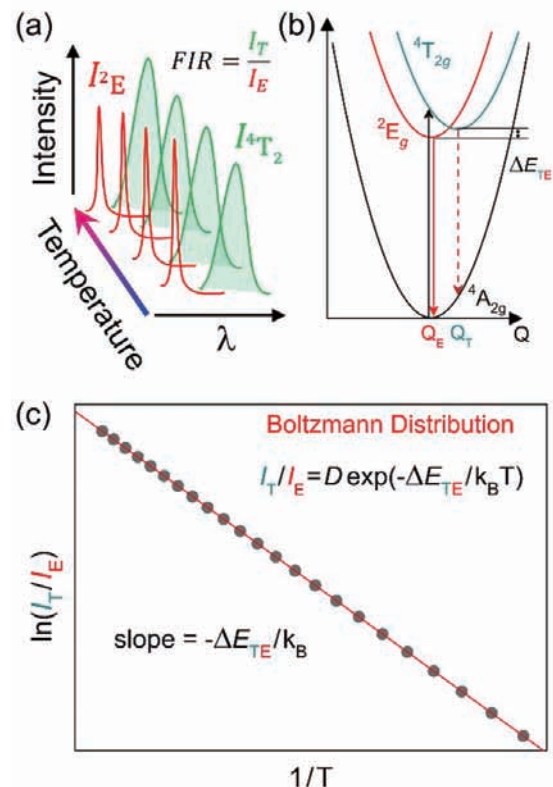 (a)
FIR = I_T / I_E
I²E
I⁴T₂
Intensity
Temperature
λ
(b)
⁴T₂g
²Eg
ΔE_TE
⁴A₂g
Q_E Q_T Q
(c)
Boltzmann Distribution
I_T/I_E=D exp(-ΔE_TE/k_BT)
ln(I_T/I_E)
slope = -ΔE_TE/k_B
1/T